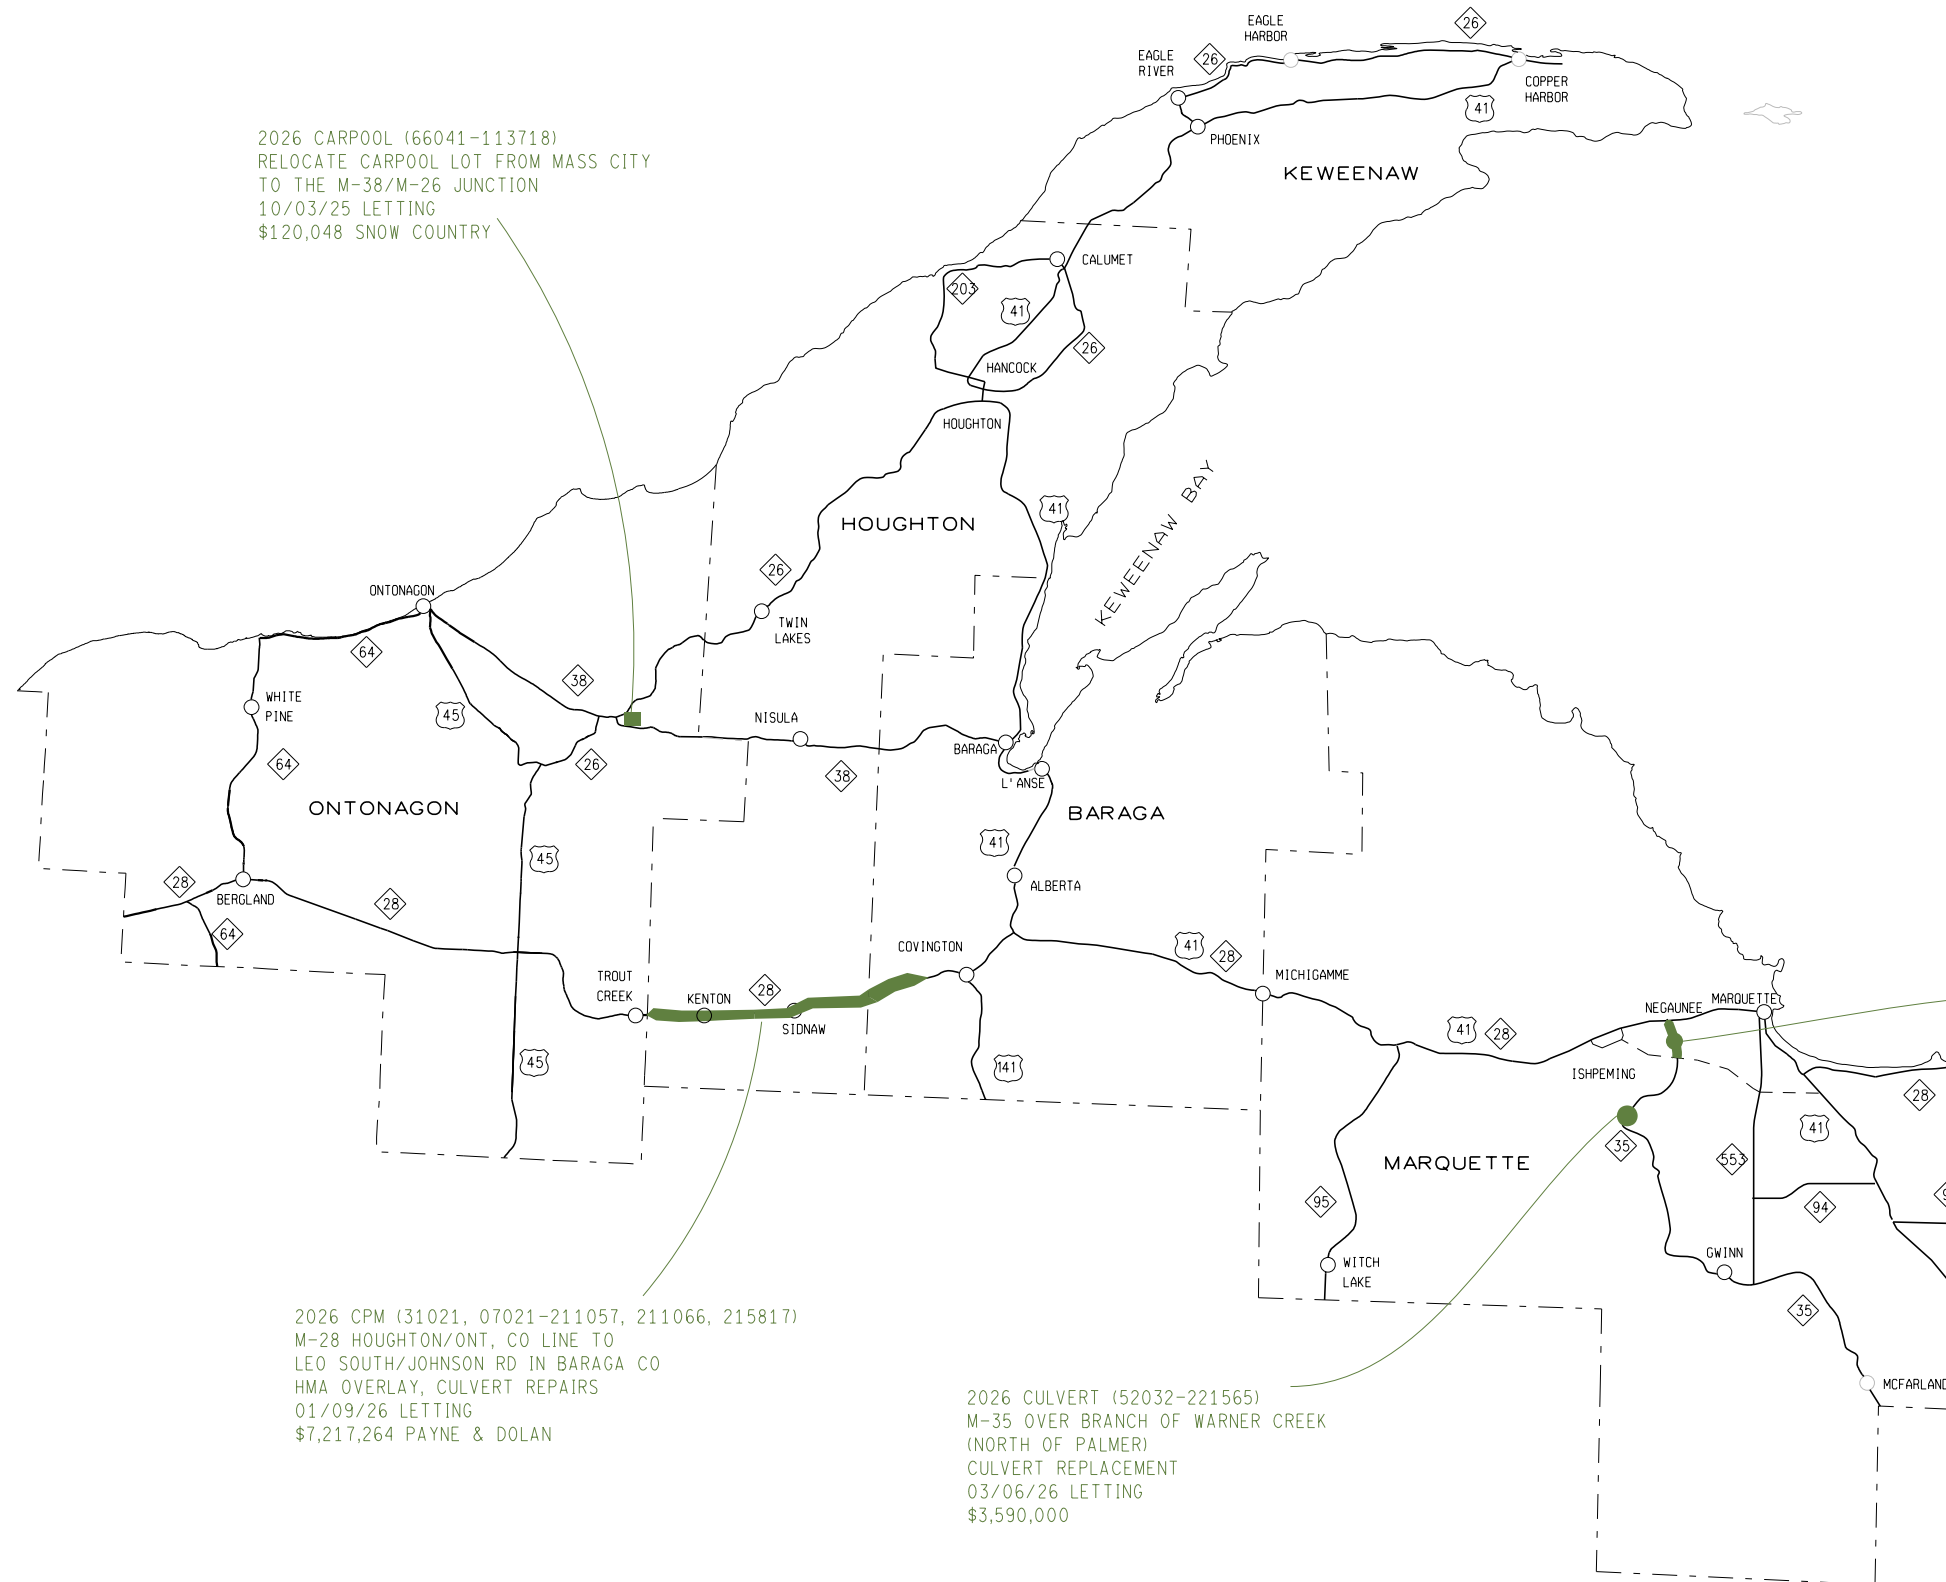 EAGLE
HARBOR
26
EAGLE
RIVER
26
COPPER
HARBOR
41
PHOENIX
KEWEENAW
2026 CARPOOL (66041-113718)
RELOCATE CARPOOL LOT FROM MASS CITY
TO THE M-38/M-26 JUNCTION
10/03/25 LETTING
$120,048 SNOW COUNTRY
CALUMET
203
41
26
HANCOCK
HOUGHTON
41
HOUGHTON
KEWEENAW BAY
26
ONTONAGON
TWIN
LAKES
64
38
WHITE
PINE
45
NISULA
BARAGA
26
64
38
L'ANSE
ONTONAGON
BARAGA
41
45
28
BERGLAND
ALBERTA
28
64
COVINGTON
41
28
TROUT
CREEK
KENTON
28
SIDNAW
MICHIGAMME
NEGAUNEE
MARQUETTE
41
28
ISHPEMING
45
141
28
41
35
553
MARQUETTE
95
94
9
GWINN
WITCH
LAKE
35
2026 CPM (31021, 07021-211057, 211066, 215817)
M-28 HOUGHTON/ONT, CO LINE TO
LEO SOUTH/JOHNSON RD IN BARAGA CO
HMA OVERLAY, CULVERT REPAIRS
01/09/26 LETTING
$7,217,264 PAYNE & DOLAN
MCFARLAND
2026 CULVERT (52032-221565)
M-35 OVER BRANCH OF WARNER CREEK
(NORTH OF PALMER)
CULVERT REPLACEMENT
03/06/26 LETTING
$3,590,000